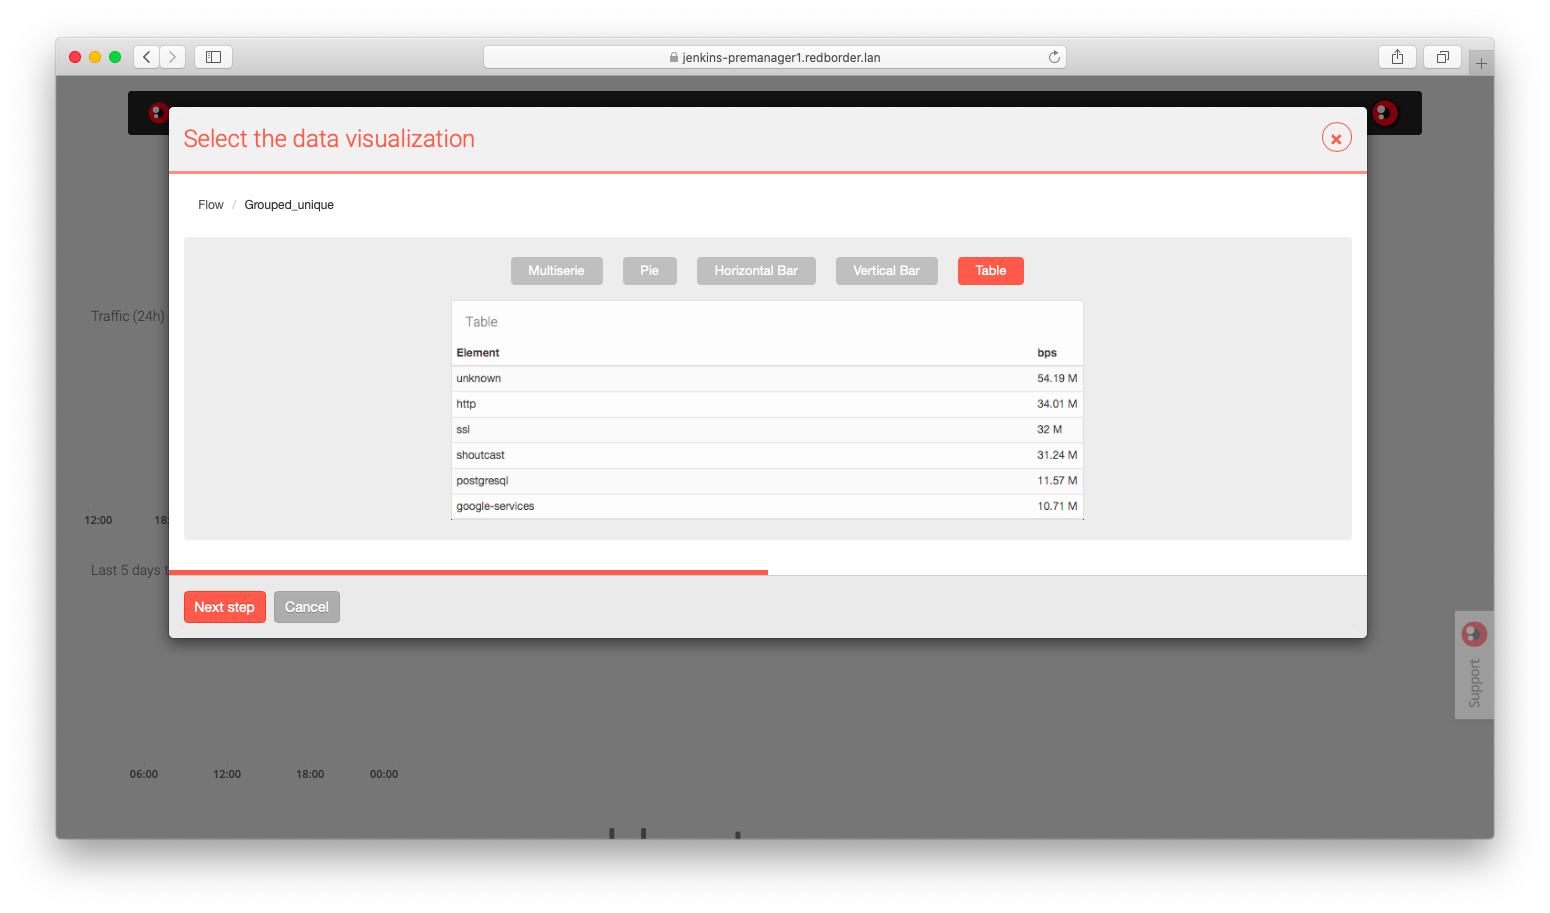 jenkins-premanager1.redborder.lan
Select the data visualization
Flow / Grouped_unique
Multiserie Pie Horizontal Bar Vertical Bar Table
Table
Element bps
unknown 54.19 M
http 34.01 M
ssl 32 M
shoutcast 31.24 M
postgresql 11.57 M
google-services 10.71 M
Next step Cancel
Traffic (24h)
12:00 18:
Last 5 days t
06:00 12:00 18:00 00:00
Support